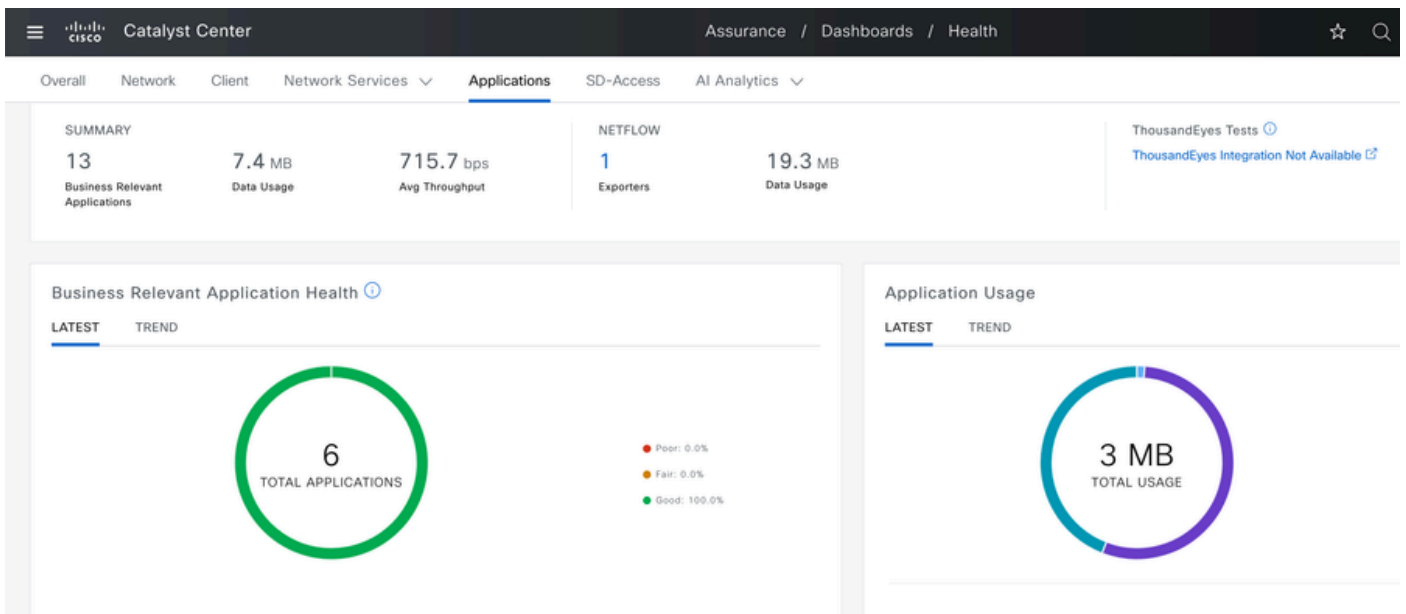 CISCO Catalyst Center Assurance / Dashboards / Health
Overall Network Client Network Services Applications SD-Access AI Analytics
SUMMARY
13
Business Relevant
Applications
7.4 MB
Data Usage
715.7 bps
Avg Throughput
NETFLOW
1
Exporters
19.3 MB
Data Usage
ThousandEyes Tests
ThousandEyes Integration Not Available
Business Relevant Application Health
LATEST TREND
6
TOTAL APPLICATIONS
Poor: 0.0%
Fair: 0.0%
Good: 100.0%
Application Usage
LATEST TREND
3 MB
TOTAL USAGE